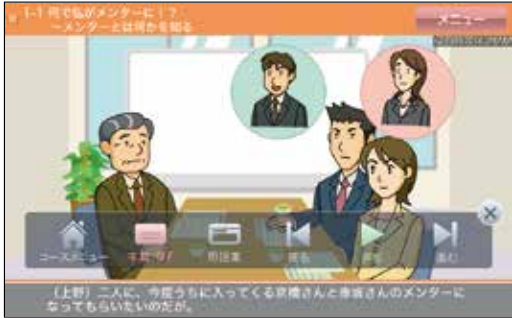 1-1 何で私がメンターに!?
~メンターとは何かを知る
メニュー
コースメニュー
字幕 OFF
用語集
戻る
進む
(上野)二人に、今度うちに入ってくる京橋さんと赤坂さんのメンターに
なってもらいたいのだが。